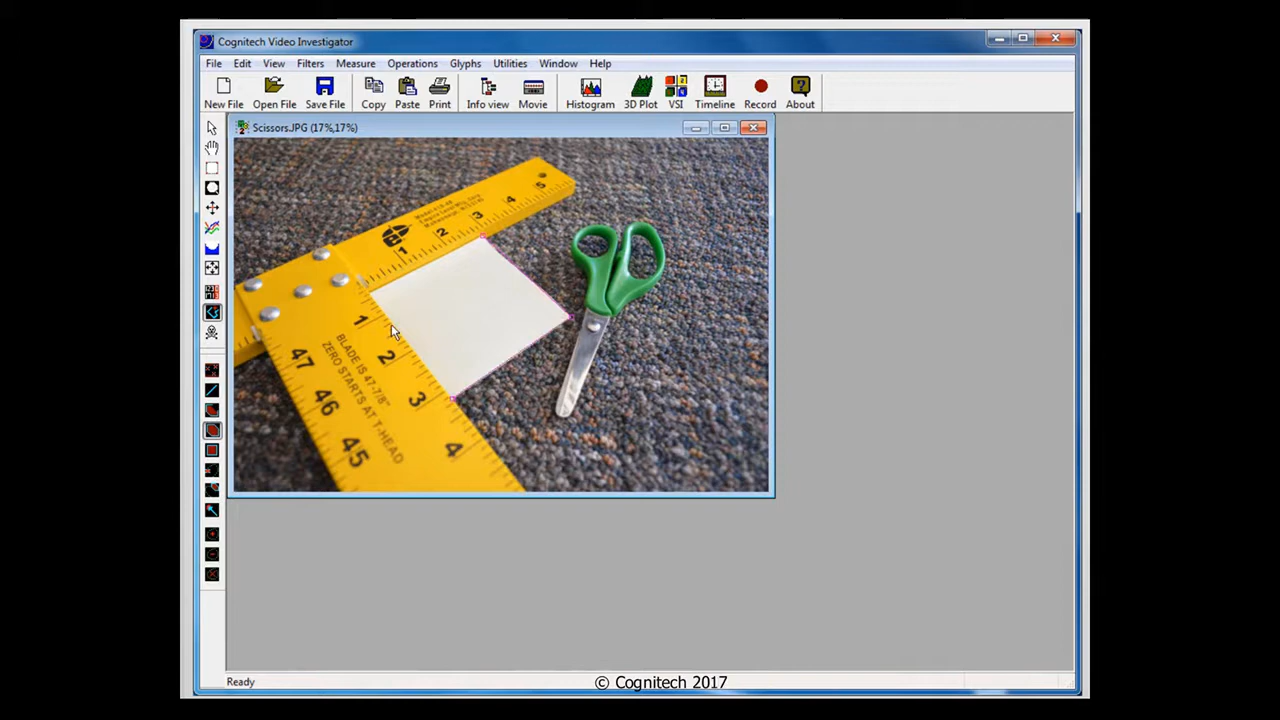 Cognitech Video Investigator
File Edit View Filters Measure Operations Glyphs Utilities Window Help
New File Open File Save File Copy Paste Print Info view Movie Histogram 3D Plot VSI Timeline Record About
Scissors.JPG (17%,17%)
5
4
3
2
1
1
2
3
4
BLADE IS 47-7/8"
ZERO STARTS AT T-HEAD
47
46
45
Ready
© Cognitech 2017